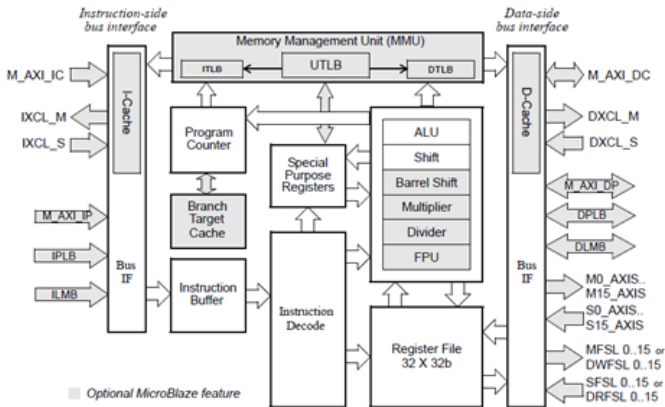 Instruction-side
bus interface
Data-side
bus interface
Memory Management Unit (MMU)
ITLB
UTLB
DTLB
M_AXI_IC
IXCL_M
IXCL_S
I-Cache
M_AXI_IP
IPLB
ILMB
Bus
IF
Program
Counter
Branch
Target
Cache
Special
Purpose
Registers
ALU
Shift
Barrel Shift
Multiplier
Divider
FPU
Instruction
Buffer
Instruction
Decode
Register File
32 X 32b
D-Cache
Bus
IF
M_AXI_DC
DXCL_M
DXCL_S
M_AXI_DP
DPLB
DLMB
M0_AXIS..
M15_AXIS
S0_AXIS..
S15_AXIS
MFSL 0..15 or
DWFSL 0..15
SFSL 0..15 or
DRFSL 0..15
Optional MicroBlaze feature